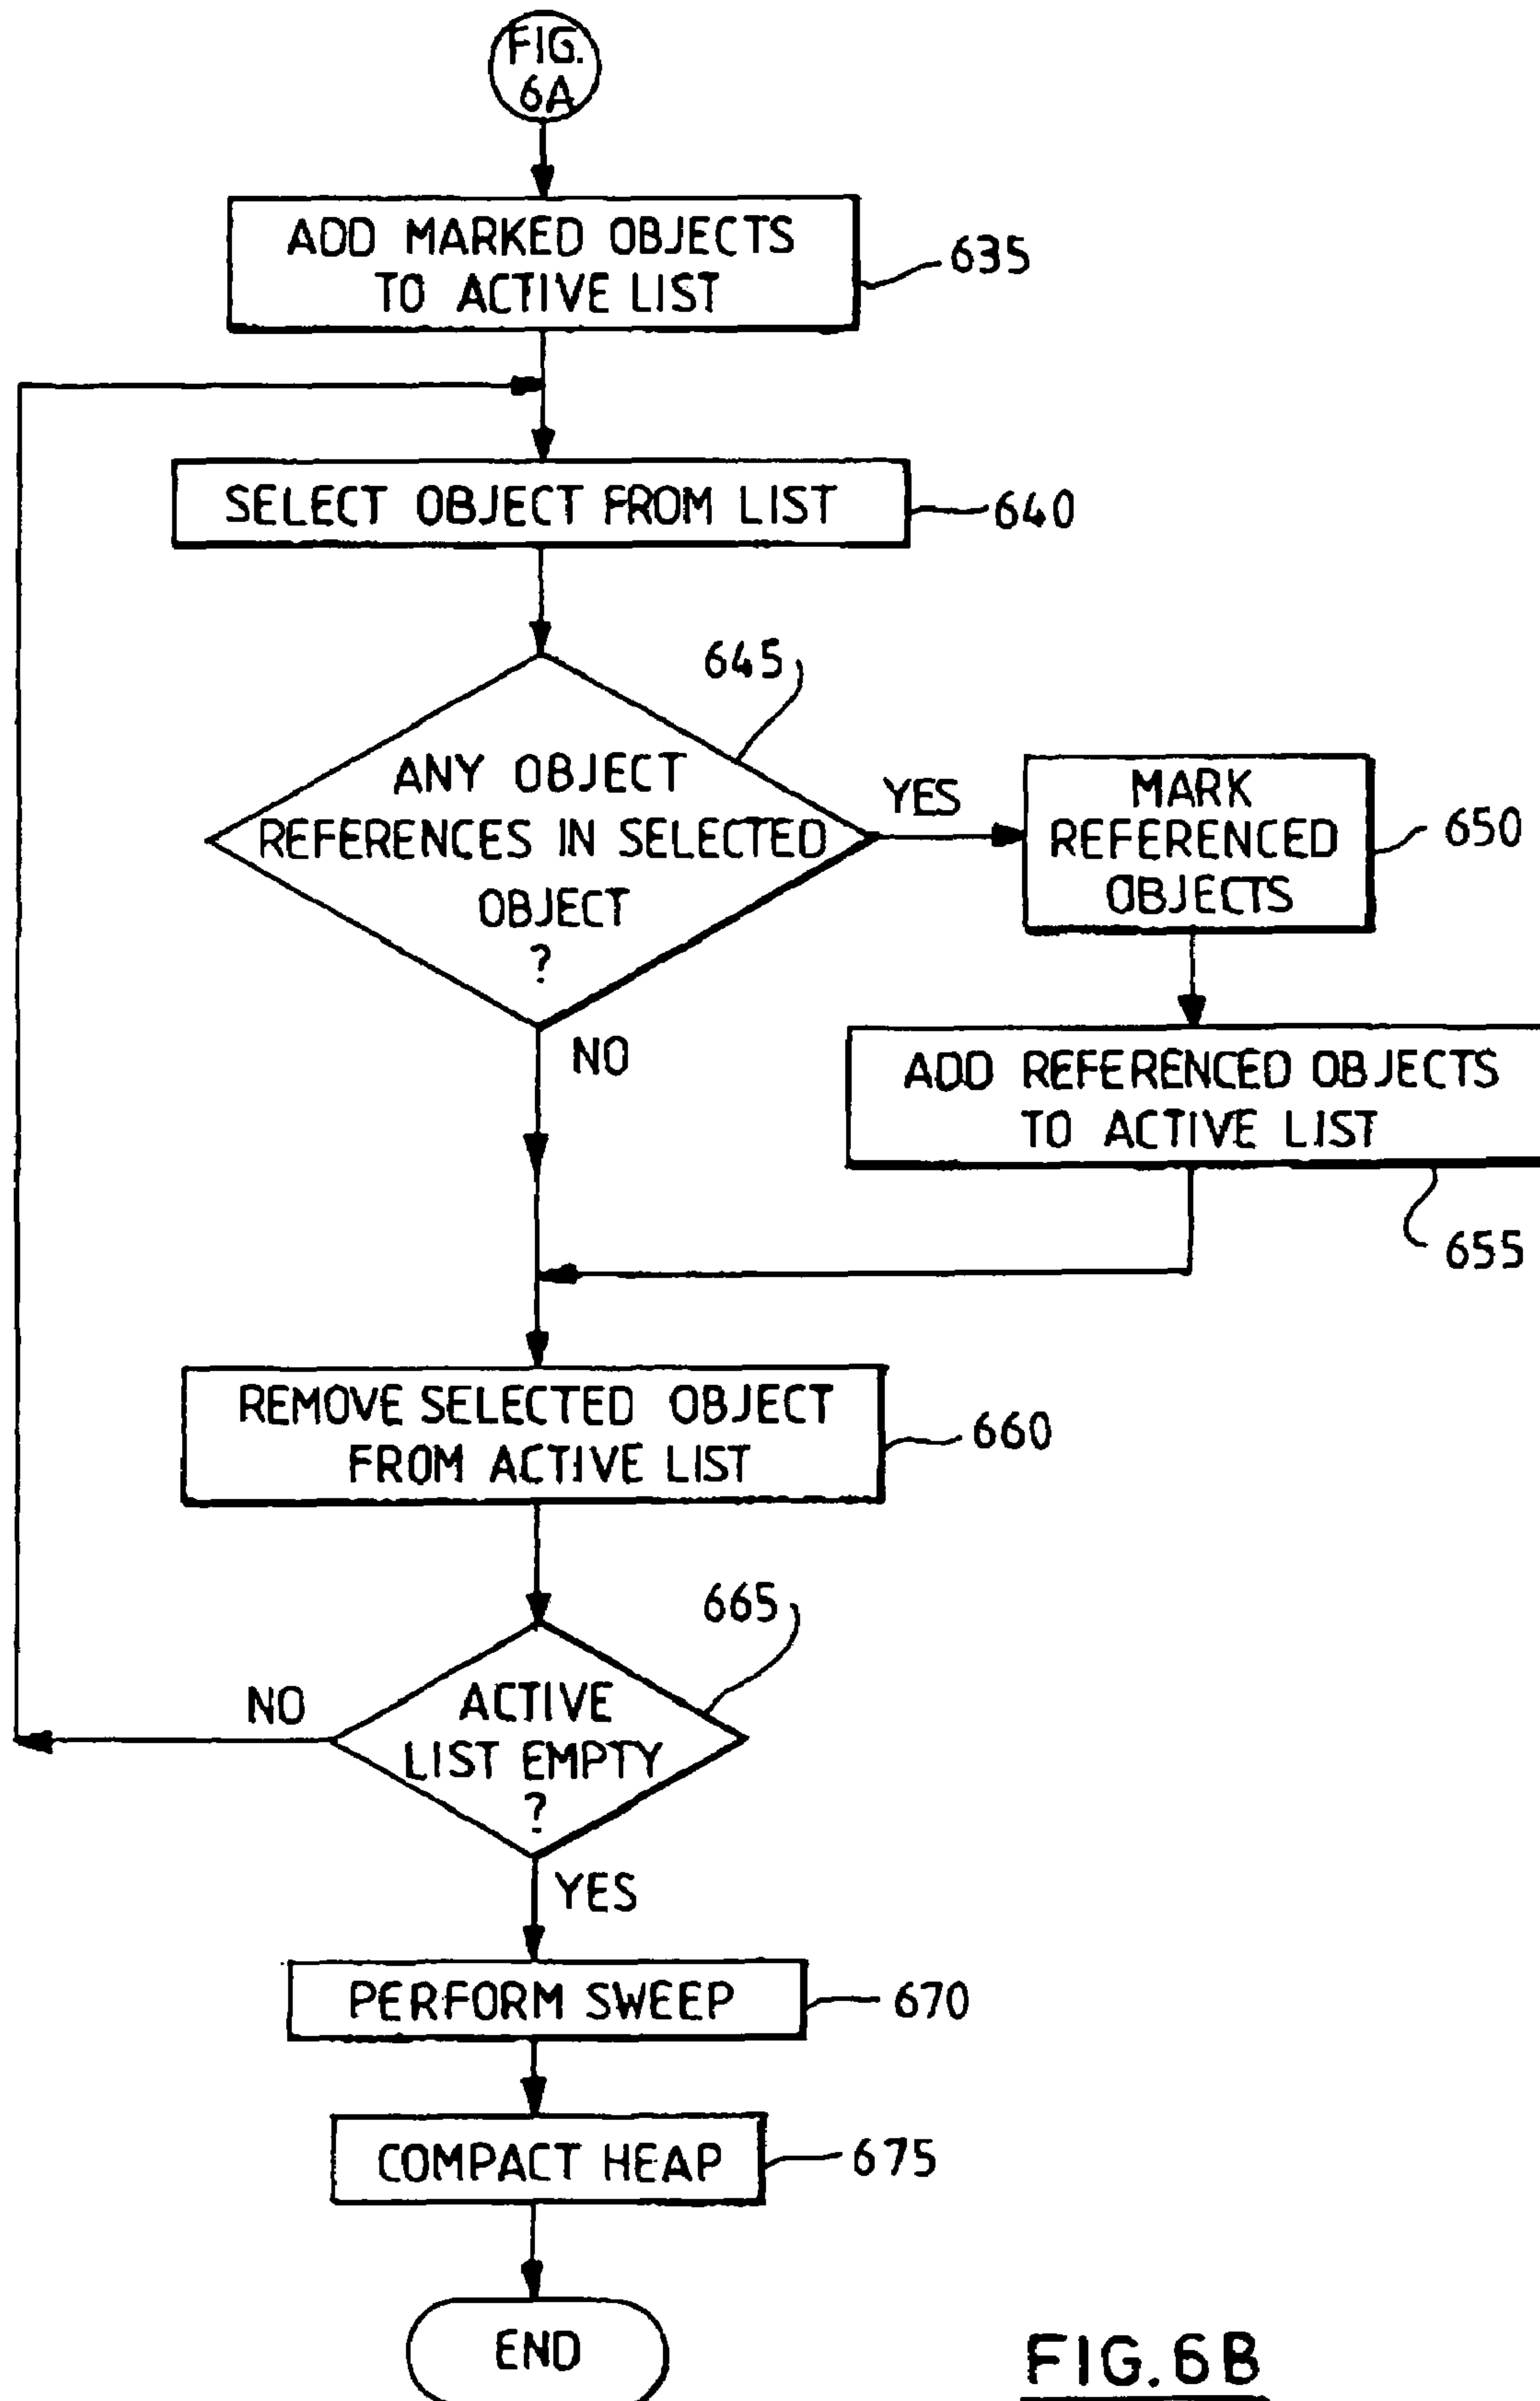 FIG.
6A
ADD MARKED OBJECTS
TO ACTIVE LIST
635
SELECT OBJECT FROM LIST
640
645
ANY OBJECT
REFERENCES IN SELECTED
OBJECT
?
YES
MARK
REFERENCED
OBJECTS
650
NO
ADD REFERENCED OBJECTS
TO ACTIVE LIST
655
REMOVE SELECTED OBJECT
FROM ACTIVE LIST
660
665
ACTIVE
LIST EMPTY
?
NO
YES
PERFORM SWEEP
670
COMPACT HEAP
675
END
FIG. 6B